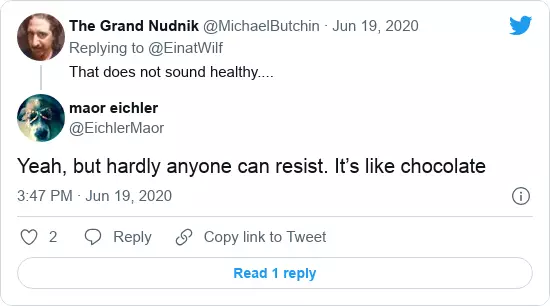 The Grand Nudnik @MichaelButchin · Jun 19, 2020
Replying to @EinatWilf
That does not sound healthy....
maor eichler
@EichlerMaor
Yeah, but hardly anyone can resist. It’s like chocolate
3:47 PM · Jun 19, 2020
2 Reply Copy link to Tweet
Read 1 reply